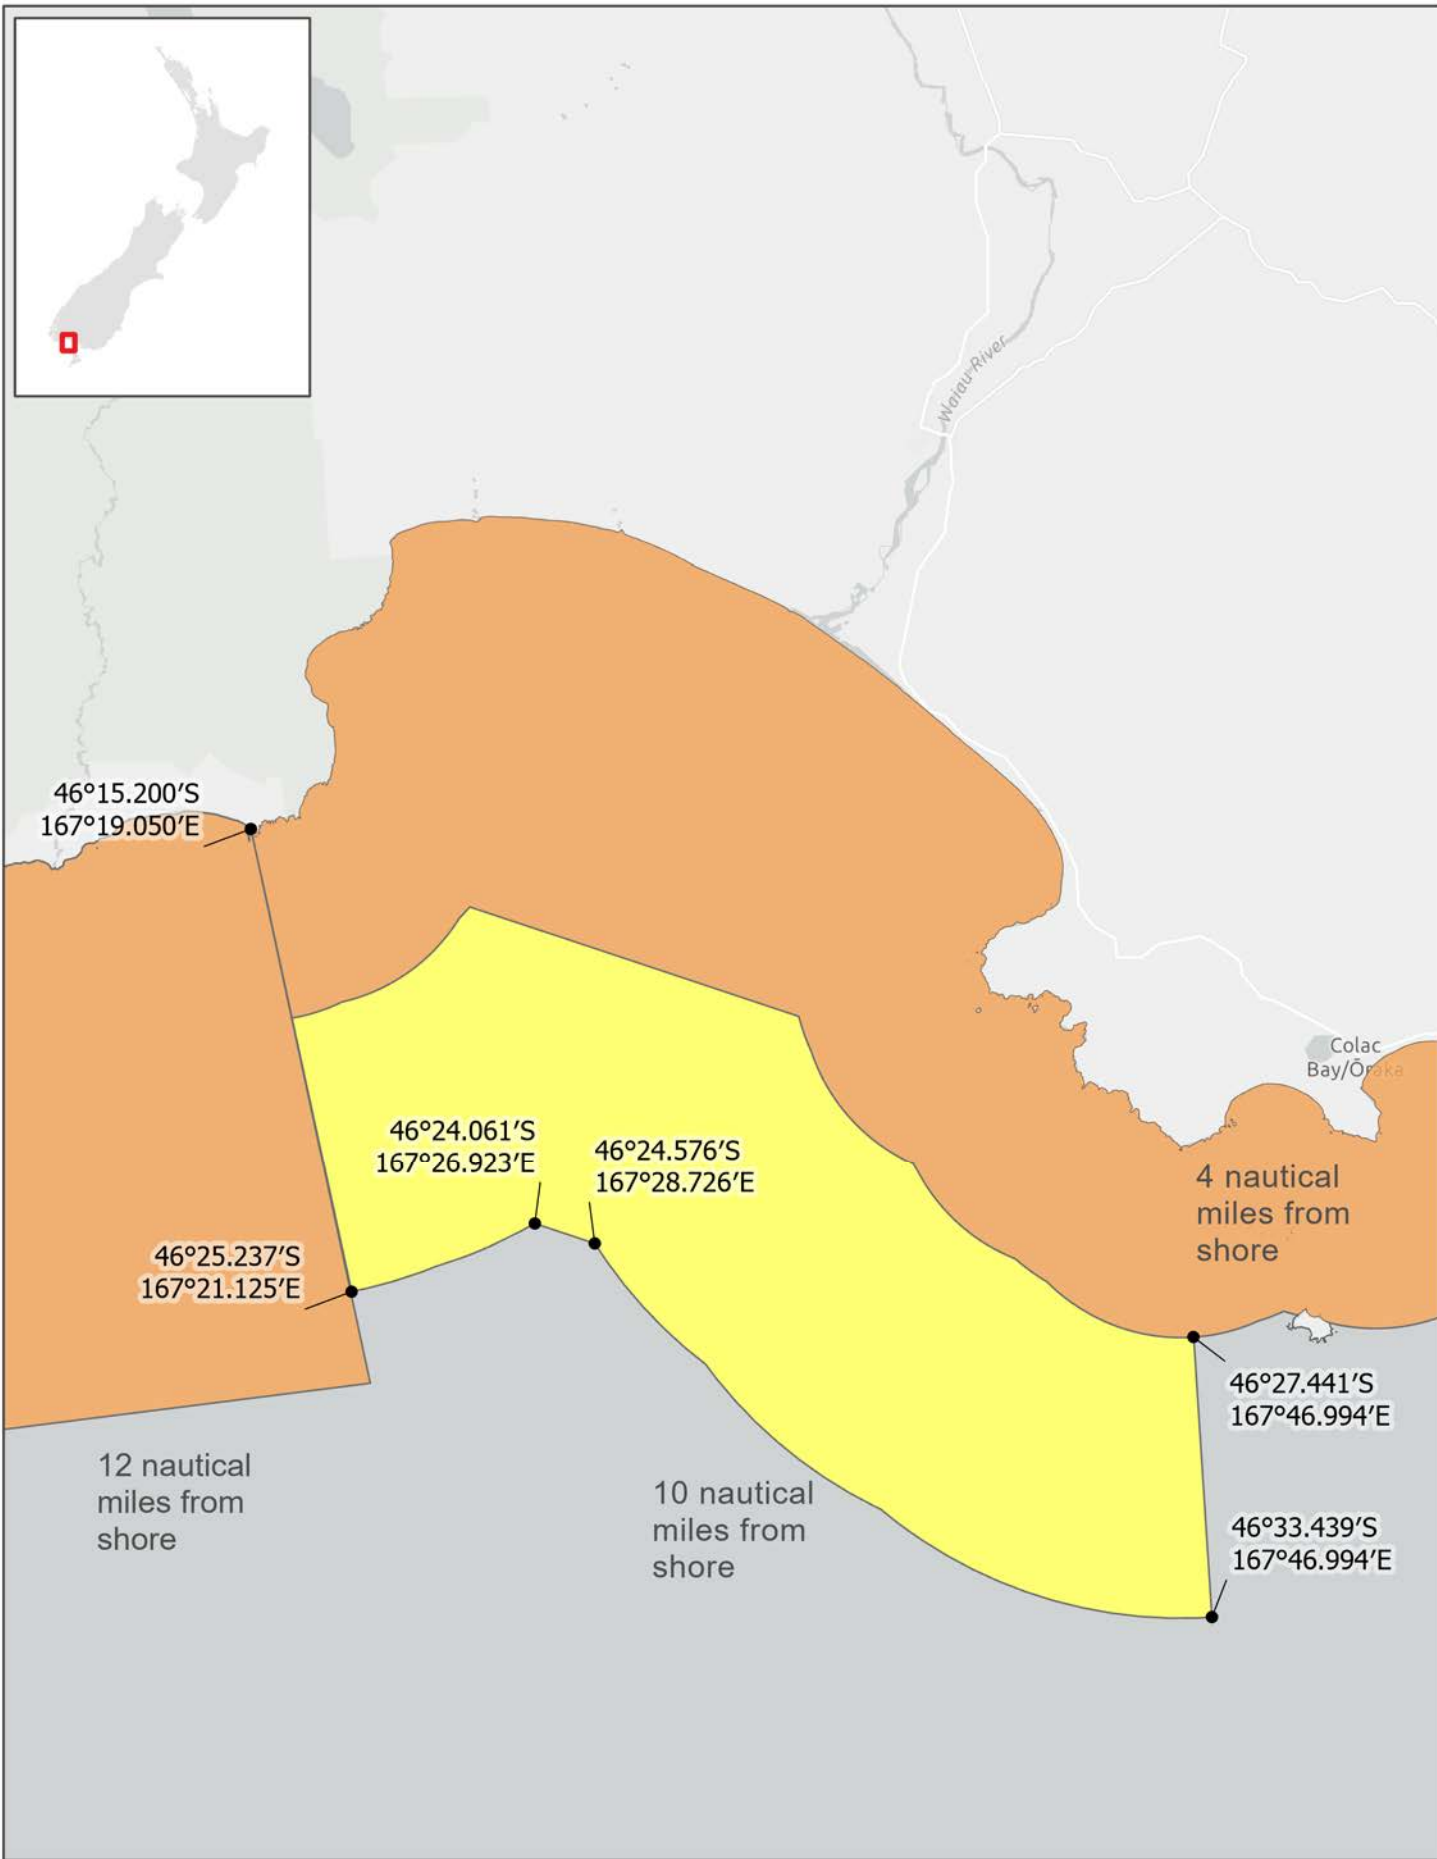 Waiau River
46°15.200′S
167°19.050′E
Colac
Bay/Ōraka
46°24.061′S
167°26.923′E
46°24.576′S
167°28.726′E
4 nautical
miles from
shore
46°25.237′S
167°21.125′E
46°27.441′S
167°46.994′E
12 nautical
miles from
shore
10 nautical
miles from
shore
46°33.439′S
167°46.994′E